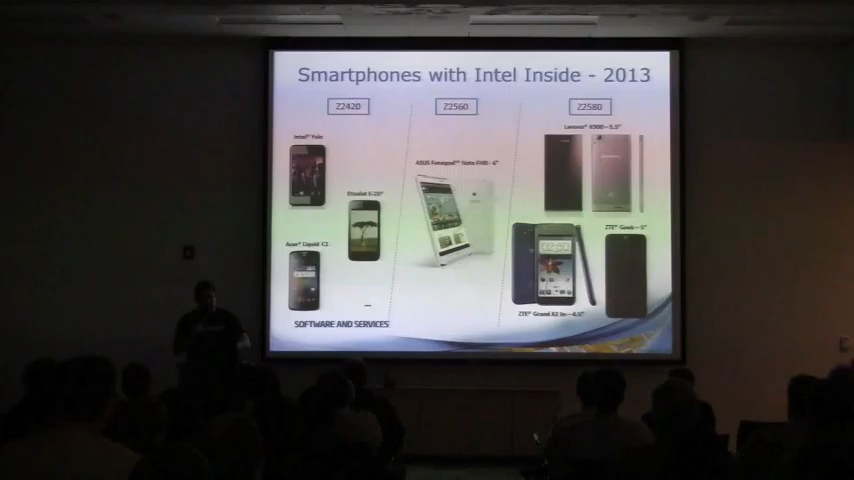 Smartphones with Intel Inside - 2013
Z2420
Z2560
Z2580
Intel® Yolo
Etisalat E-20*
Acer* Liquid C1
ASUS Fonepad™ Note FHD - 6"
Lenovo* K900 - 5.5"
ZTE* Geek - 5"
ZTE* Grand X2 In - 4.5"
SOFTWARE AND SERVICES